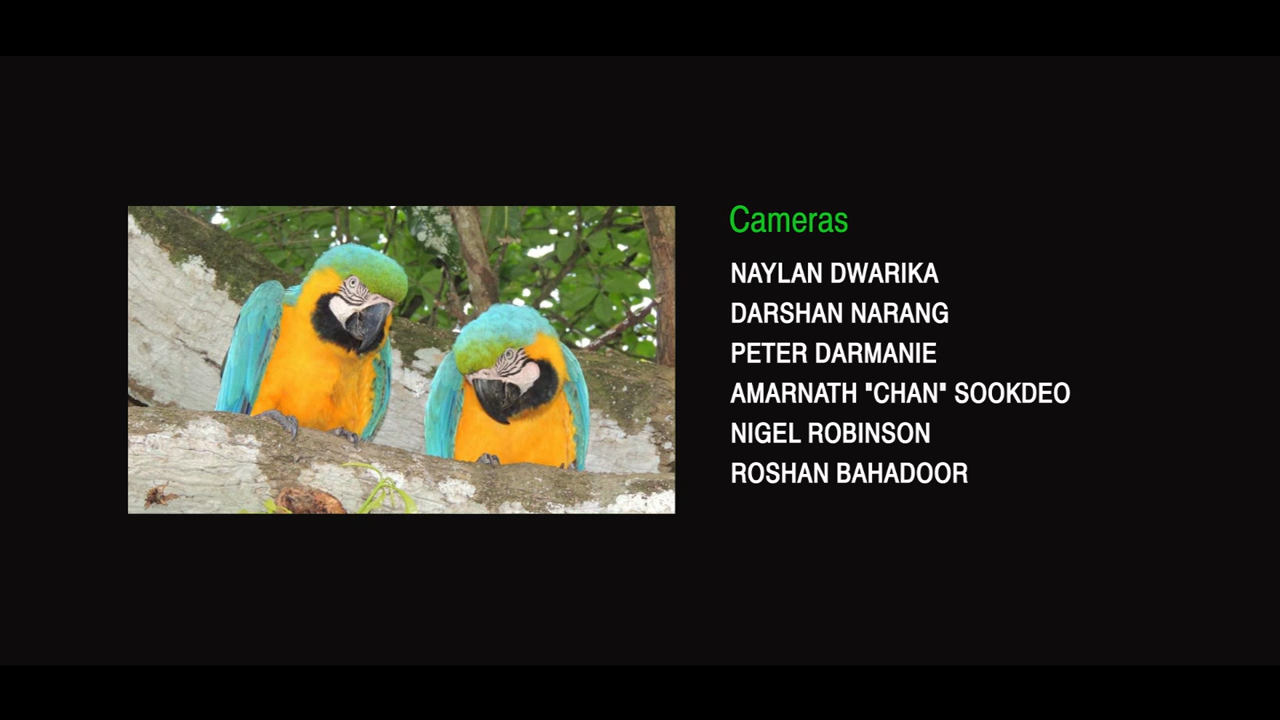 Cameras
NAYLAN DWARIKA
DARSHAN NARANG
PETER DARMANIE
AMARNATH "CHAN" SOOKDEO
NIGEL ROBINSON
ROSHAN BAHADOOR